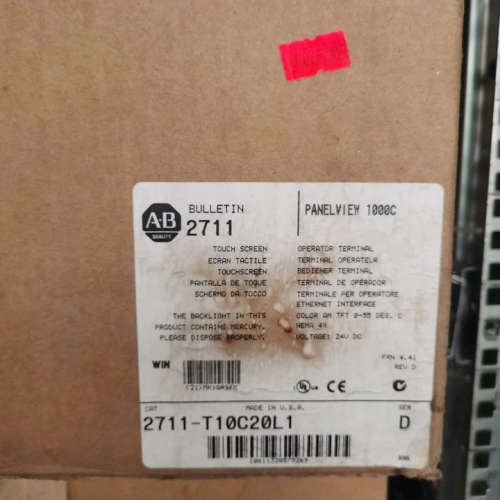 A-B
QUALITY
BULLETIN
2711
PANELVIEW 1000C
TOUCH SCREEN
ECRAN TACTILE
TOUCHSCREEN
PANTALLA DE TOQUE
SCHERMO DA TOCCO
OPERATOR TERMINAL
TERMINAL OPERATEUR
BEDIENER TERMINAL
TERMINAL DE OPERADOR
TERMINALE PER OPERATORE
ETHERNET INTERFACE
THE BACKLIGHT IN THIS
PRODUCT CONTAINS MERCURY.
PLEASE DISPOSE PROPERLY.
COLOR AM TFT 0-55 DEG. C
NEMA 4X
VOLTAGE: 24V DC
FRN 4.41
REV D
WIN
UL
CE
CAT
MADE IN U.S.A.
SER
2711-T10C20L1
D